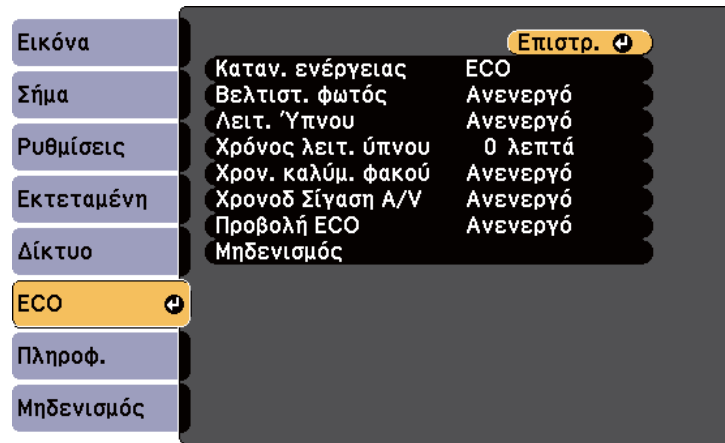 Εικόνα
Σήμα
Ρυθμίσεις
Εκτεταμένη
Δίκτυο
ECO
Πληροφ.
Μηδενισμός
Επιστρ.
Καταν. ενέργειας ECO
Βελτιστ. φωτός Ανενεργό
Λειτ. Ύπνου Ανενεργό
Χρόνος λειτ. ύπνου 0 λεπτά
Χρον. καλύμ. φακού Ανενεργό
Χρονοδ Σίγαση A/V Ανενεργό
Προβολή ECO Ανενεργό
Μηδενισμός